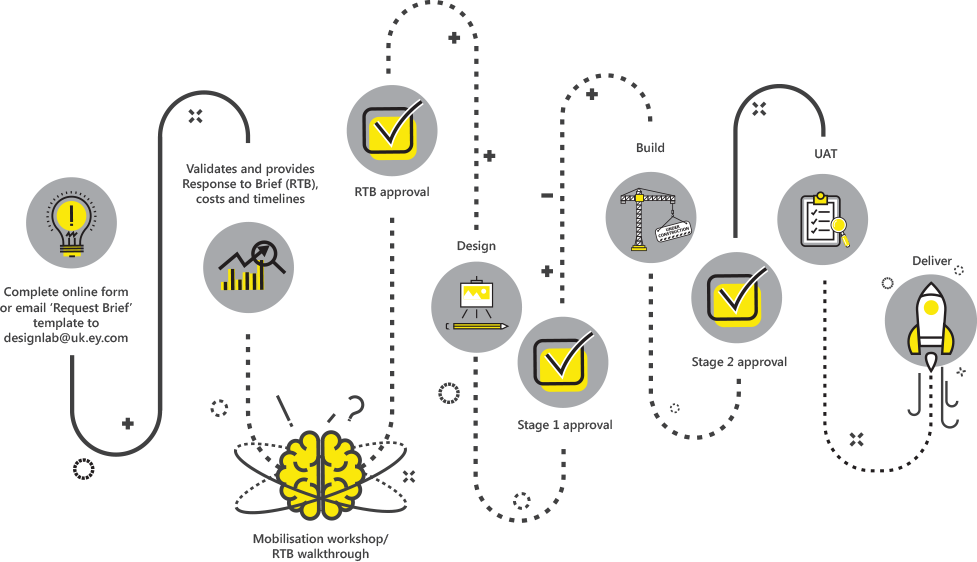 Complete online form
or email ‘Request Brief’
template to
designlab@uk.ey.com
Validates and provides
Response to Brief (RTB),
costs and timelines
Mobilisation workshop/
RTB walkthrough
RTB approval
Design
Stage 1 approval
Build
UNDER
CONSTRUCTION
Stage 2 approval
UAT
Deliver